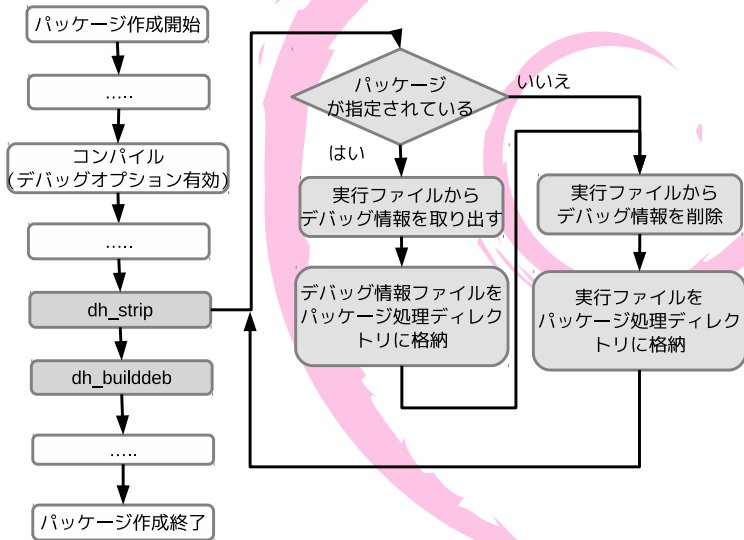 パッケージ作成開始
.....
コンパイル
(デバッグオプション有効)
.....
dh_strip
dh_builddeb
.....
パッケージ作成終了
パッケージ
が指定されている
いいえ
はい
実行ファイルから
デバッグ情報を取り出す
デバッグ情報ファイルを
パッケージ処理ディレク
トリに格納
実行ファイルから
デバッグ情報を削除
実行ファイルを
パッケージ処理ディレク
トリに格納